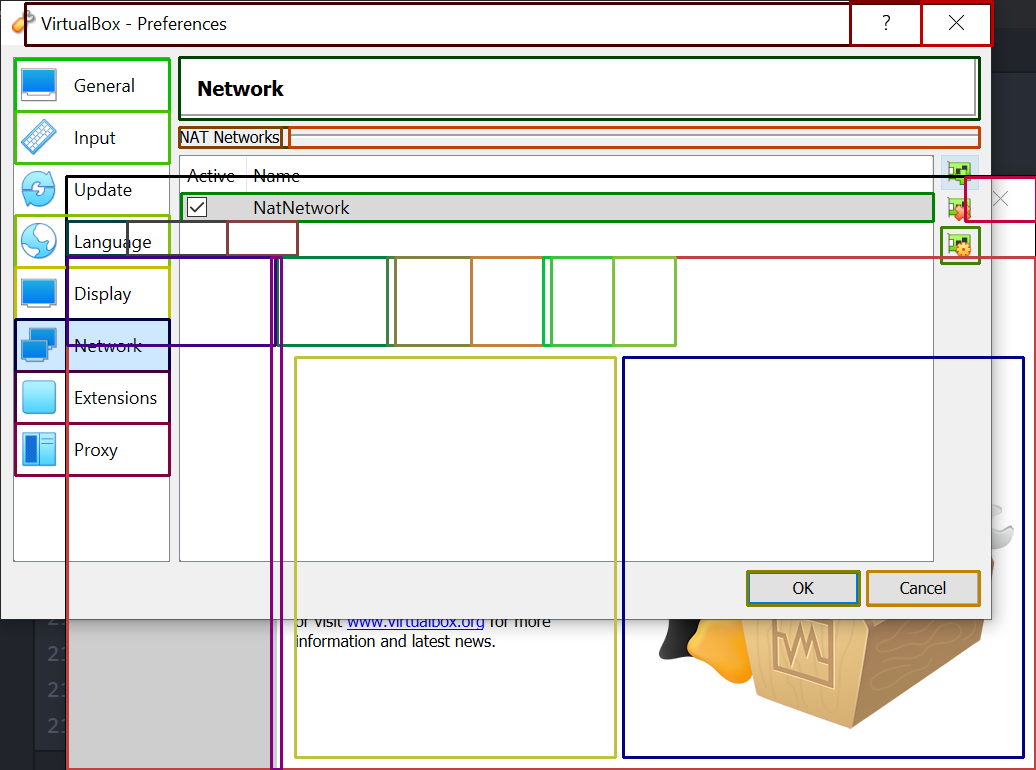 VirtualBox - Preferences
?
General
Input
Update
Language
Display
Network
Extensions
Proxy
Network
NAT Networks
Active Name
NatNetwork
OK
Cancel
or visit www.virtualbox.org for more
information and latest news.